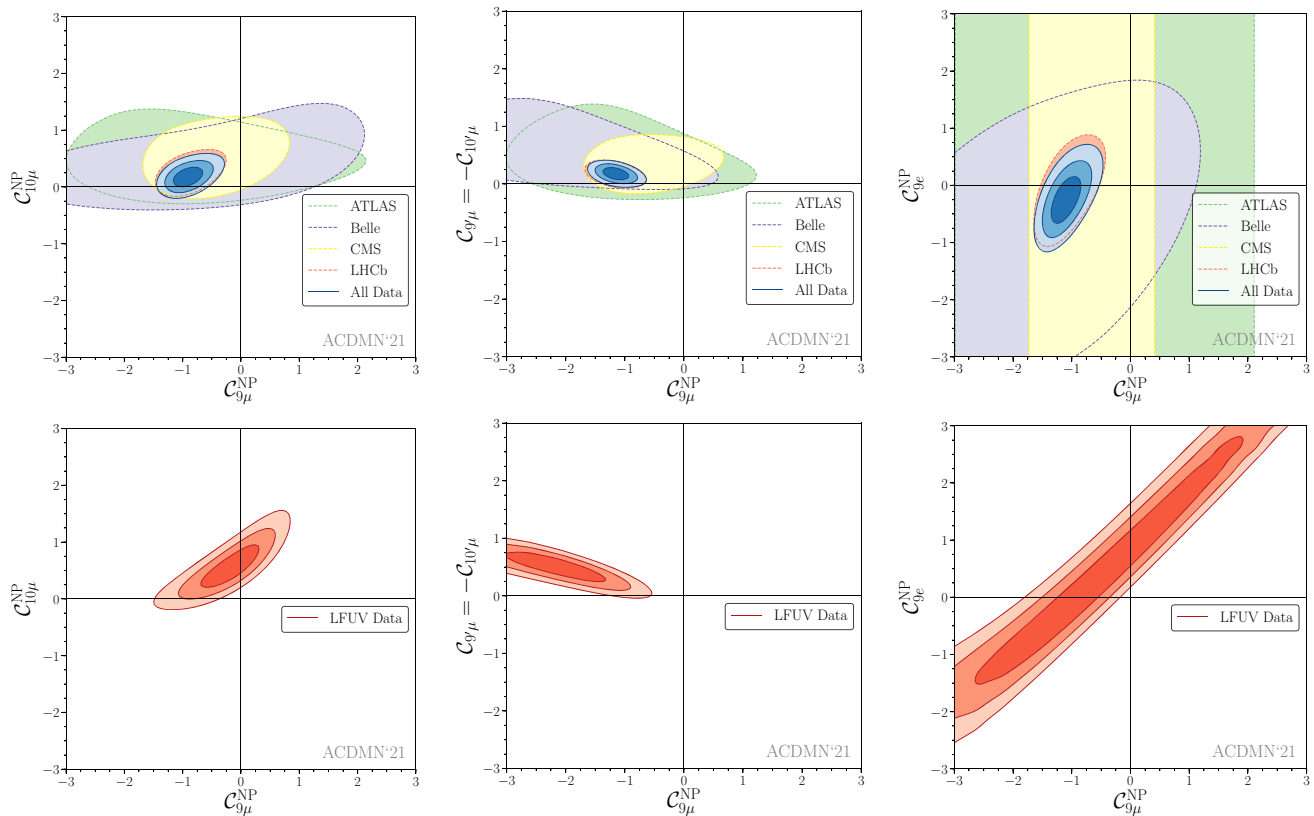 3
2
1
0
−1
−2
−3
−3 −2 −1 0 1 2 3
C^NP_10μ
C^NP_9μ
ATLAS
Belle
CMS
LHCb
All Data
ACDMN‘21
3
2
1
0
−1
−2
−3
−3 −2 −1 0 1 2 3
C_9′μ = −C_10′μ
C^NP_9μ
ATLAS
Belle
CMS
LHCb
All Data
ACDMN‘21
3
2
1
0
−1
−2
−3
−3 −2 −1 0 1 2 3
C^NP_9e
C^NP_9μ
ATLAS
Belle
CMS
LHCb
All Data
ACDMN‘21
3
2
1
0
−1
−2
−3
−3 −2 −1 0 1 2 3
C^NP_10μ
C^NP_9μ
LFUV Data
ACDMN‘21
3
2
1
0
−1
−2
−3
−3 −2 −1 0 1 2 3
C_9′μ = −C_10′μ
C^NP_9μ
LFUV Data
ACDMN‘21
3
2
1
0
−1
−2
−3
−3 −2 −1 0 1 2 3
C^NP_9e
C^NP_9μ
LFUV Data
ACDMN‘21